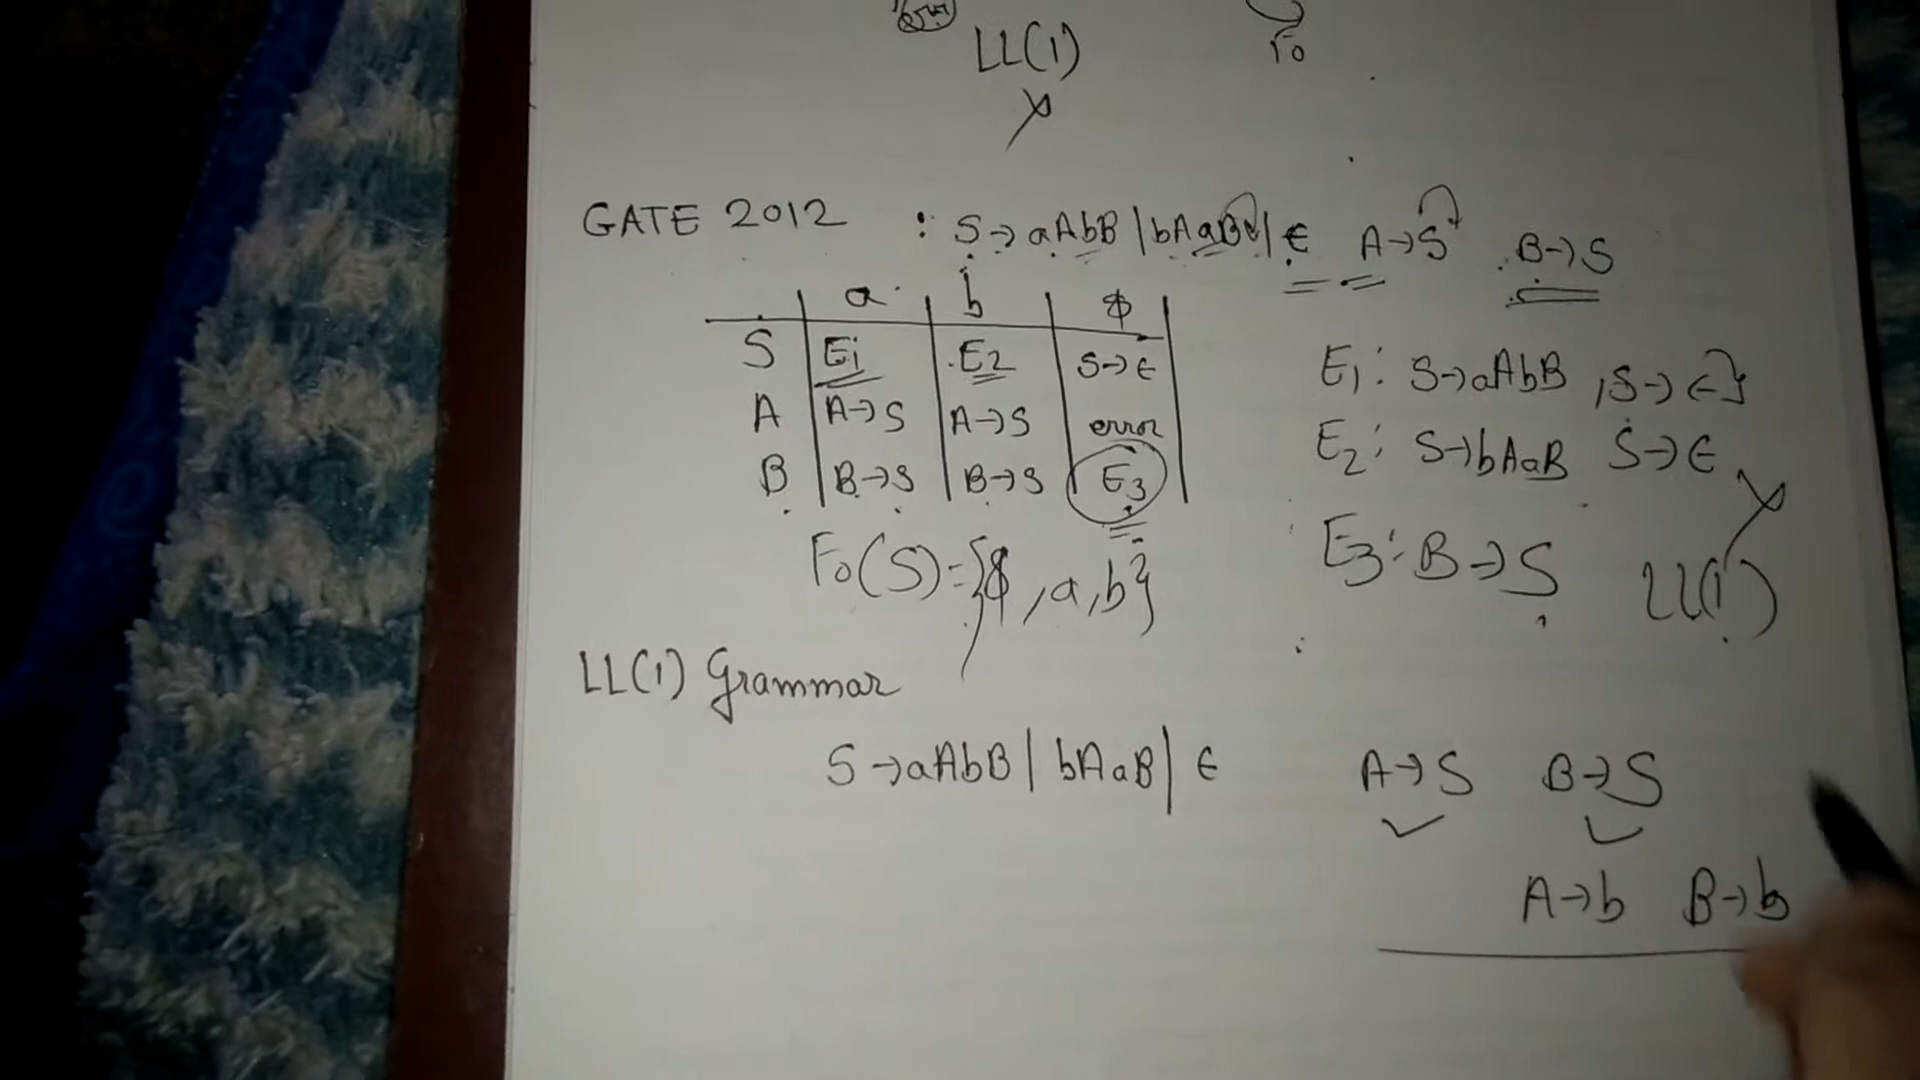 LL(1)
Fo
GATE 2012 : S→aAbB | bAaB | ∈ A→S B→S
a b $
S E1 E2 S→∈
A A→S A→S error
B B→S B→S E3
E1: S→aAbB , S→∈}
E2: S→bAaB S→∈
E3: B→S LL(1)
Fo(S)={$, a, b}
LL(1) Grammar
S→aAbB | bAaB | ∈ A→S B→S
A→b B→b